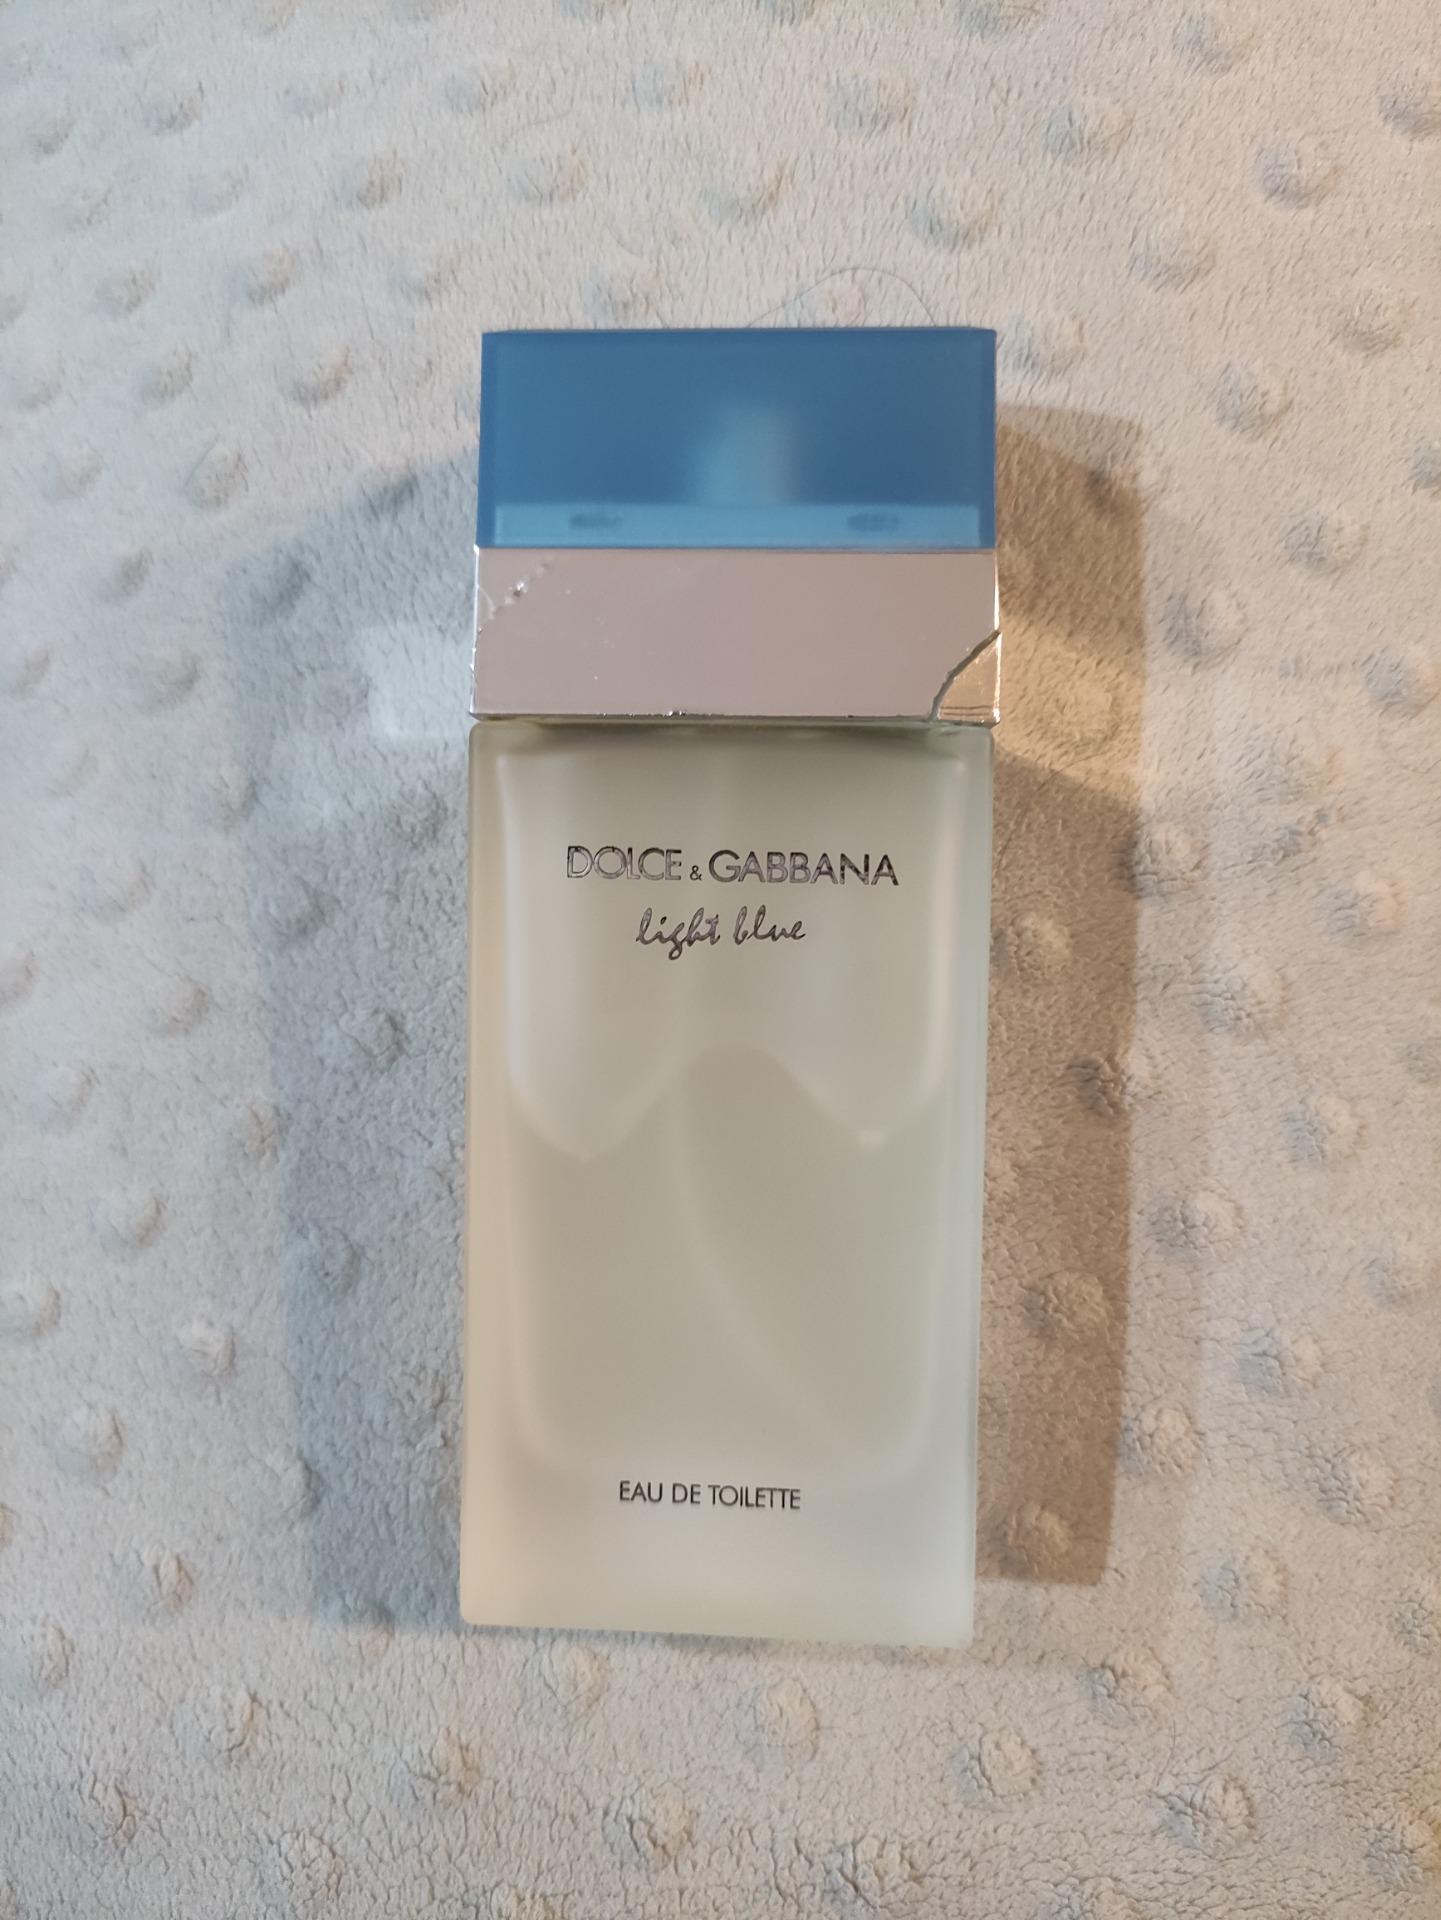 DOLCE & GABBANA
light blue
EAU DE TOILETTE